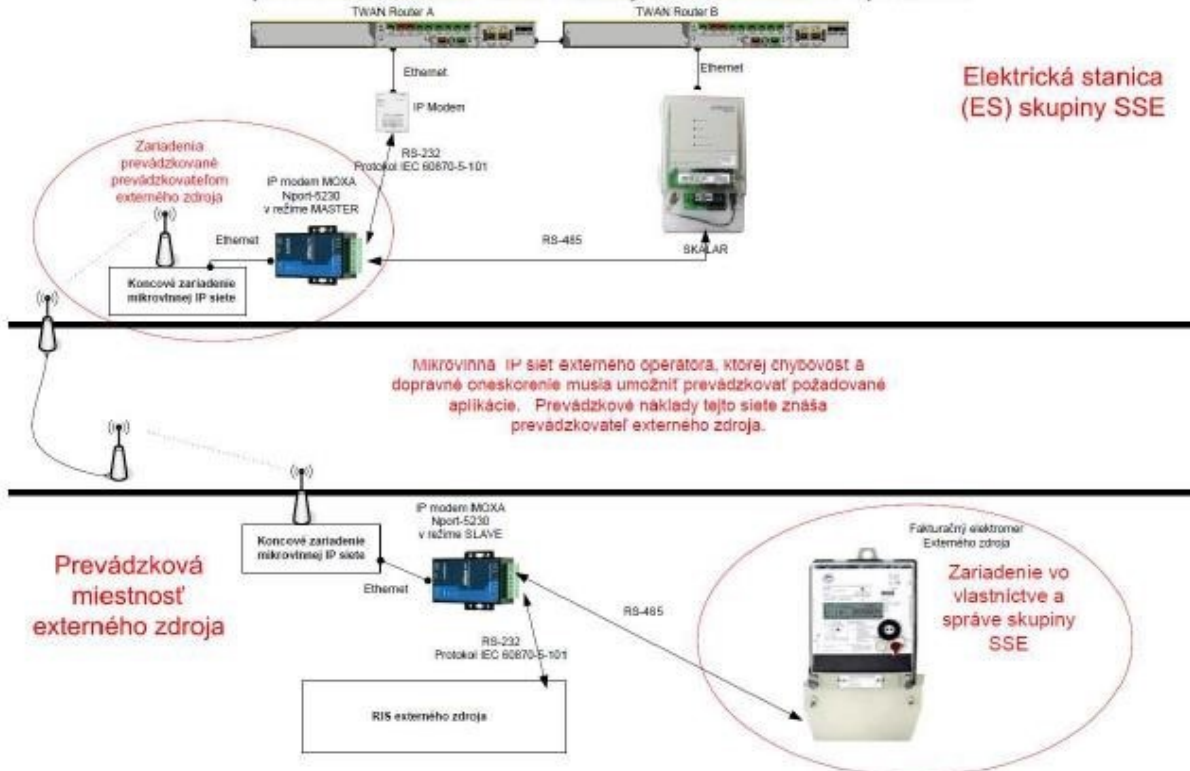 TWAN Router A
TWAN Router B
Ethernet
Ethernet
IP Modem
Elektrická stanica
(ES) skupiny SSE
Zariadenia
prevádzkované
prevádzkovateľom
externého zdroja
RS-232
Protokol IEC 60870-5-101
IP modem MOXA
Nport-5230
v režime MASTER
Ethernet
RS-485
SKALAR
Koncové zariadenie
mikrovlnnej IP siete
Mikrovlnná IP sieť externého operátora, ktorej chybovosť a
dopravné oneskorenie musia umožniť prevádzkovať požadované
aplikácie. Prevádzkové náklady tejto siete znáša
prevádzkovateľ externého zdroja.
IP modem MOXA
Nport-5230
v režime SLAVE
Koncové zariadenie
mikrovlnnej IP siete
Ethernet
Prevádzková
miestnosť
externého zdroja
Fakturačný elektromer
Externého zdroja
Zariadenie vo
vlastníctve a
správe skupiny
SSE
RS-485
RS-232
Protokol IEC 60870-5-101
RIS externého zdroja